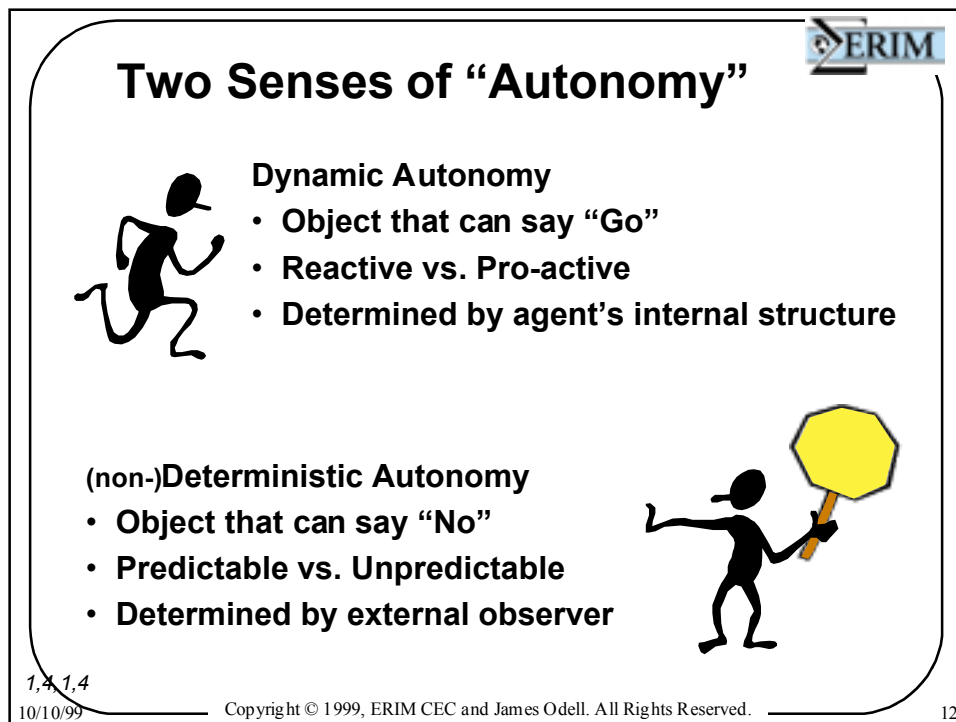 ERIM
Two Senses of “Autonomy”
Dynamic Autonomy
• Object that can say “Go”
• Reactive vs. Pro-active
• Determined by agent’s internal structure
(non-)Deterministic Autonomy
• Object that can say “No”
• Predictable vs. Unpredictable
• Determined by external observer
1,4,1,4
10/10/99 Copyright © 1999, ERIM CEC and James Odell. All Rights Reserved. 12